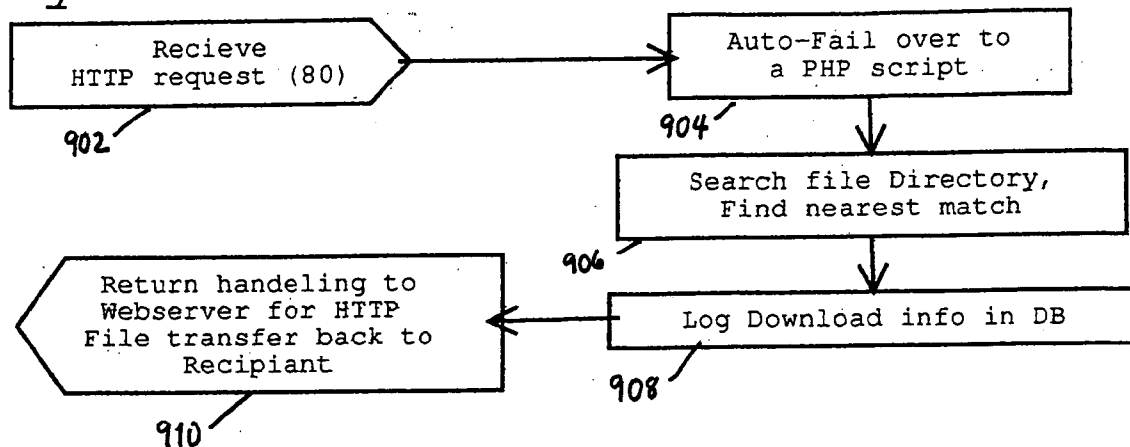 Recieve
HTTP request (80)
902
Auto-Fail over to
a PHP script
904
Search file Directory,
Find nearest match
906
Log Download info in DB
908
Return handeling to
Webserver for HTTP
File transfer back to
Recipiant
910